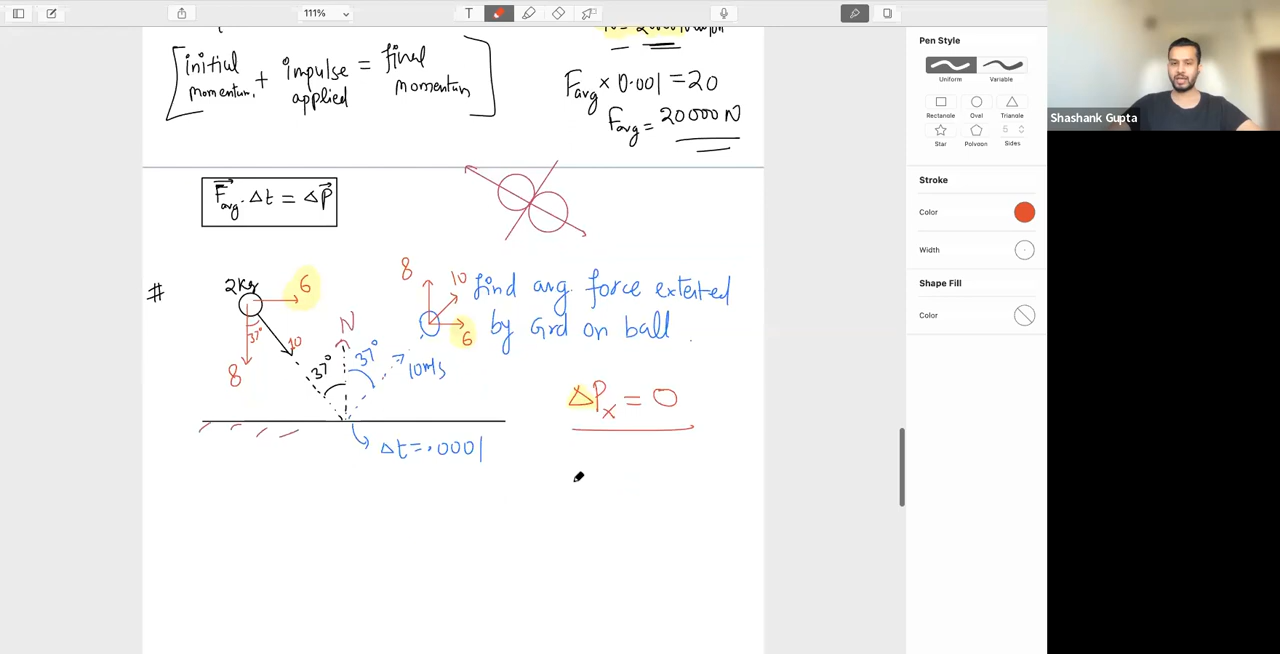 111%
T
Pen Style
Uniform
Variable
Rectangle
Oval
Triangle
Star
Polygon
5
Sides
Stroke
Color
Width
Shape Fill
Color
Shashank Gupta
[initial momentum. + impulse applied = final momentum]
Favg × 0.001 = 20
Favg = 20000 N
F⃗avg. Δt = ΔP⃗
#
2kg
6
37°
10
8
37°
N
37°
10m/s
8
10
6
find avg. force exterted
by Grd on ball.
Δt = .0001
ΔPx = 0